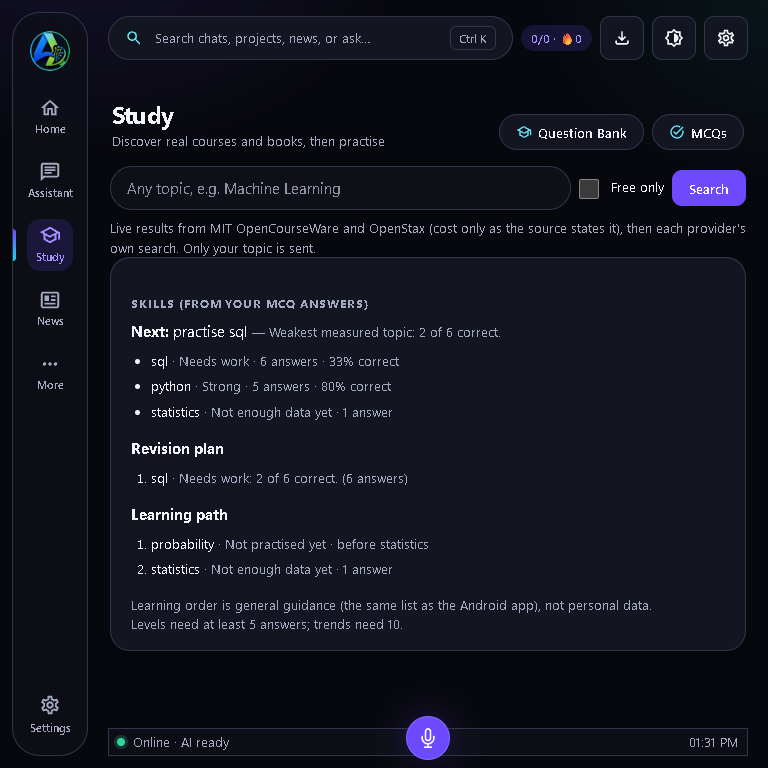 Search chats, projects, news, or ask...
Ctrl K
0/0 · 🔥 0
Home
Assistant
Study
News
More
Settings
Study
Discover real courses and books, then practise
Question Bank
MCQs
Any topic, e.g. Machine Learning
Free only
Search
Live results from MIT OpenCourseWare and OpenStax (cost only as the source states it), then each provider's
own search. Only your topic is sent.
SKILLS (FROM YOUR MCQ ANSWERS)
Next: practise sql — Weakest measured topic: 2 of 6 correct.
• sql · Needs work · 6 answers · 33% correct
• python · Strong · 5 answers · 80% correct
• statistics · Not enough data yet · 1 answer
Revision plan
1. sql · Needs work: 2 of 6 correct. (6 answers)
Learning path
1. probability · Not practised yet · before statistics
2. statistics · Not enough data yet · 1 answer
Learning order is general guidance (the same list as the Android app), not personal data.
Levels need at least 5 answers; trends need 10.
Online · AI ready
01:31 PM